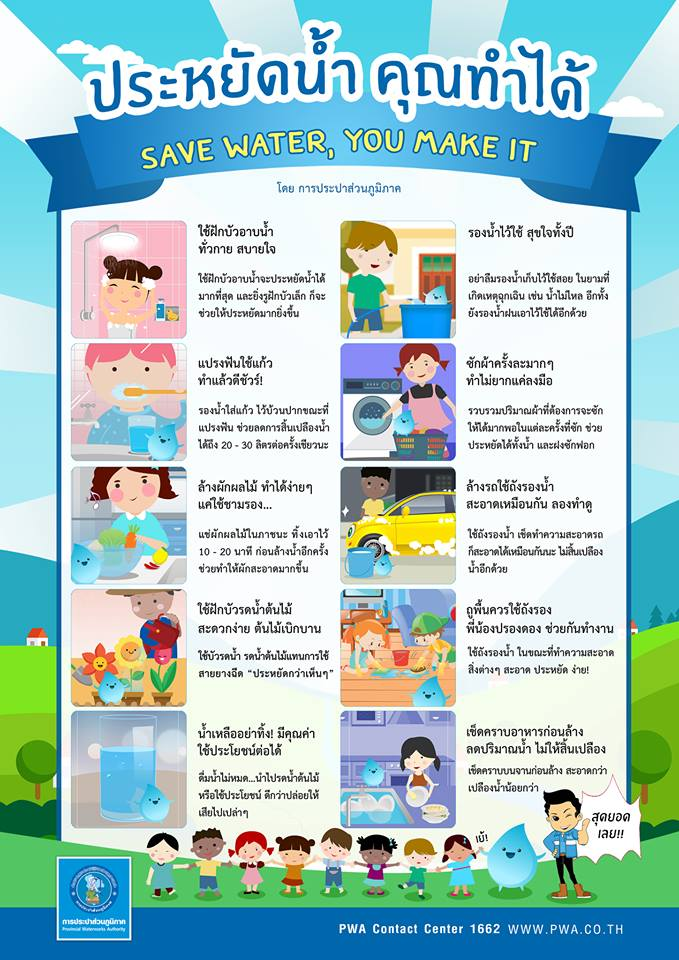 ประหยัดน้ำ คุณทำได้
SAVE WATER, YOU MAKE IT
โดย การประปาส่วนภูมิภาค
ใช้ฝักบัวอาบน้ำ
ทั่วกาย สบายใจ
ใช้ฝักบัวอาบน้ำจะประหยัดน้ำได้
มากที่สุด และยิ่งรูฝักบัวเล็ก ก็จะ
ช่วยให้ประหยัดมากยิ่งขึ้น
รองน้ำไว้ใช้ สุขใจทั้งปี
อย่าลืมรองน้ำเก็บไว้ใช้สอย ในยามที่
เกิดเหตุฉุกเฉิน เช่น น้ำไม่ไหล อีกทั้ง
ยังรองน้ำฝนเอาไว้ใช้ได้อีกด้วย
แปรงฟันใช้แก้ว
ทำแล้วดีชัวร์!
รองน้ำใส่แก้ว ไว้บ้วนปากขณะที่
แปรงฟัน ช่วยลดการสิ้นเปลืองน้ำ
ได้ถึง 20 - 30 ลิตรต่อครั้งเชียวนะ
ซักผ้าครั้งละมากๆ
ทำไม่ยากแค่ลงมือ
รวบรวมปริมาณผ้าที่ต้องการจะซัก
ให้ได้มากพอในแต่ละครั้งที่ซัก ช่วย
ประหยัดได้ทั้งน้ำ และผงซักฟอก
ล้างผักผลไม้ ทำได้ง่ายๆ
แค่ใช้ชามรอง...
แช่ผักผลไม้ในภาชนะ ทิ้งเอาไว้
10 - 20 นาที ก่อนล้างน้ำอีกครั้ง
ช่วยทำให้ผักสะอาดมากขึ้น
ล้างรถใช้ถังรองน้ำ
สะอาดเหมือนกัน ลองทำดู
ใช้ถังรองน้ำ เช็ดทำความสะอาดรถ
ก็สะอาดได้เหมือนกันนะ ไม่สิ้นเปลือง
น้ำอีกด้วย
ใช้ฝักบัวรดน้ำต้นไม้
สะดวกง่าย ต้นไม้เบิกบาน
ใช้บัวรดน้ำ รดน้ำต้นไม้แทนการใช้
สายยางฉีด “ประหยัดกว่าเห็นๆ”
ถูพื้นควรใช้ถังรอง
พี่น้องปรองดอง ช่วยกันทำงาน
ใช้ถังรองน้ำ ในขณะที่ทำความสะอาด
สิ่งต่างๆ สะอาด ประหยัด ง่าย!
น้ำเหลืออย่าทิ้ง! มีคุณค่า
ใช้ประโยชน์ต่อได้
ดื่มน้ำไม่หมด...นำไปรดน้ำต้นไม้
หรือใช้ประโยชน์ ดีกว่าปล่อยให้
เสียไปเปล่าๆ
เช็ดคราบอาหารก่อนล้าง
ลดปริมาณน้ำ ไม่ให้สิ้นเปลือง
เช็ดคราบบนจานก่อนล้าง สะอาดกว่า
เปลืองน้ำน้อยกว่า
เย้!
สุดยอด
เลย!!
การประปาส่วนภูมิภาค
Provincial Waterworks Authority
PWA Contact Center 1662 WWW.PWA.CO.TH